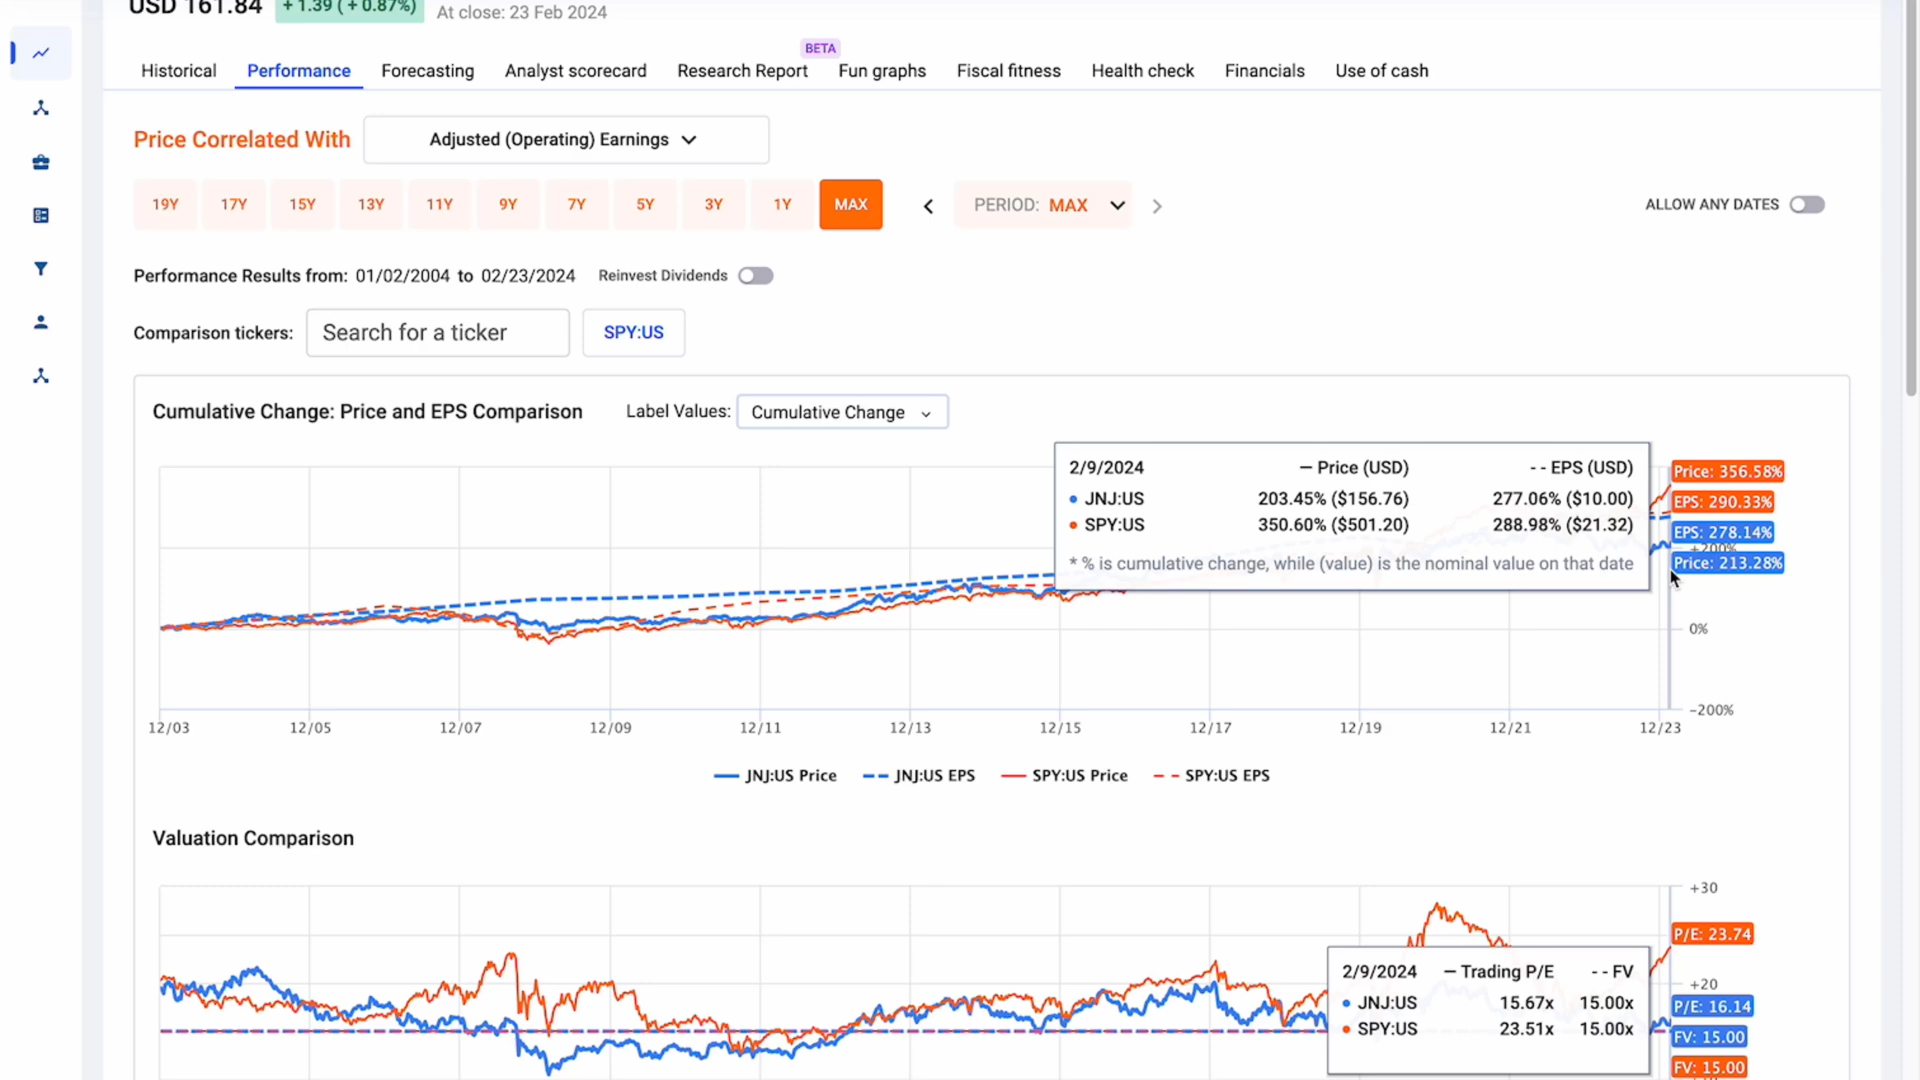 USD 161.84 + 1.39 ( + 0.87%) At close: 23 Feb 2024
BETA
Historical Performance Forecasting Analyst scorecard Research Report Fun graphs Fiscal fitness Health check Financials Use of cash
Price Correlated With Adjusted (Operating) Earnings
19Y 17Y 15Y 13Y 11Y 9Y 7Y 5Y 3Y 1Y MAX PERIOD: MAX ALLOW ANY DATES
Performance Results from: 01/02/2004 to 02/23/2024 Reinvest Dividends
Comparison tickers: Search for a ticker SPY:US
Cumulative Change: Price and EPS Comparison Label Values: Cumulative Change
2/9/2024 — Price (USD) - - EPS (USD)
JNJ:US 203.45% ($156.76) 277.06% ($10.00)
SPY:US 350.60% ($501.20) 288.98% ($21.32)
* % is cumulative change, while (value) is the nominal value on that date
Price: 356.58%
EPS: 290.33%
EPS: 278.14%
+200%
Price: 213.28%
0%
-200%
12/03 12/05 12/07 12/09 12/11 12/13 12/15 12/17 12/19 12/21 12/23
JNJ:US Price JNJ:US EPS SPY:US Price SPY:US EPS
Valuation Comparison
+30
P/E: 23.74
+20
P/E: 16.14
FV: 15.00
FV: 15.00
2/9/2024 — Trading P/E - - FV
JNJ:US 15.67x 15.00x
SPY:US 23.51x 15.00x